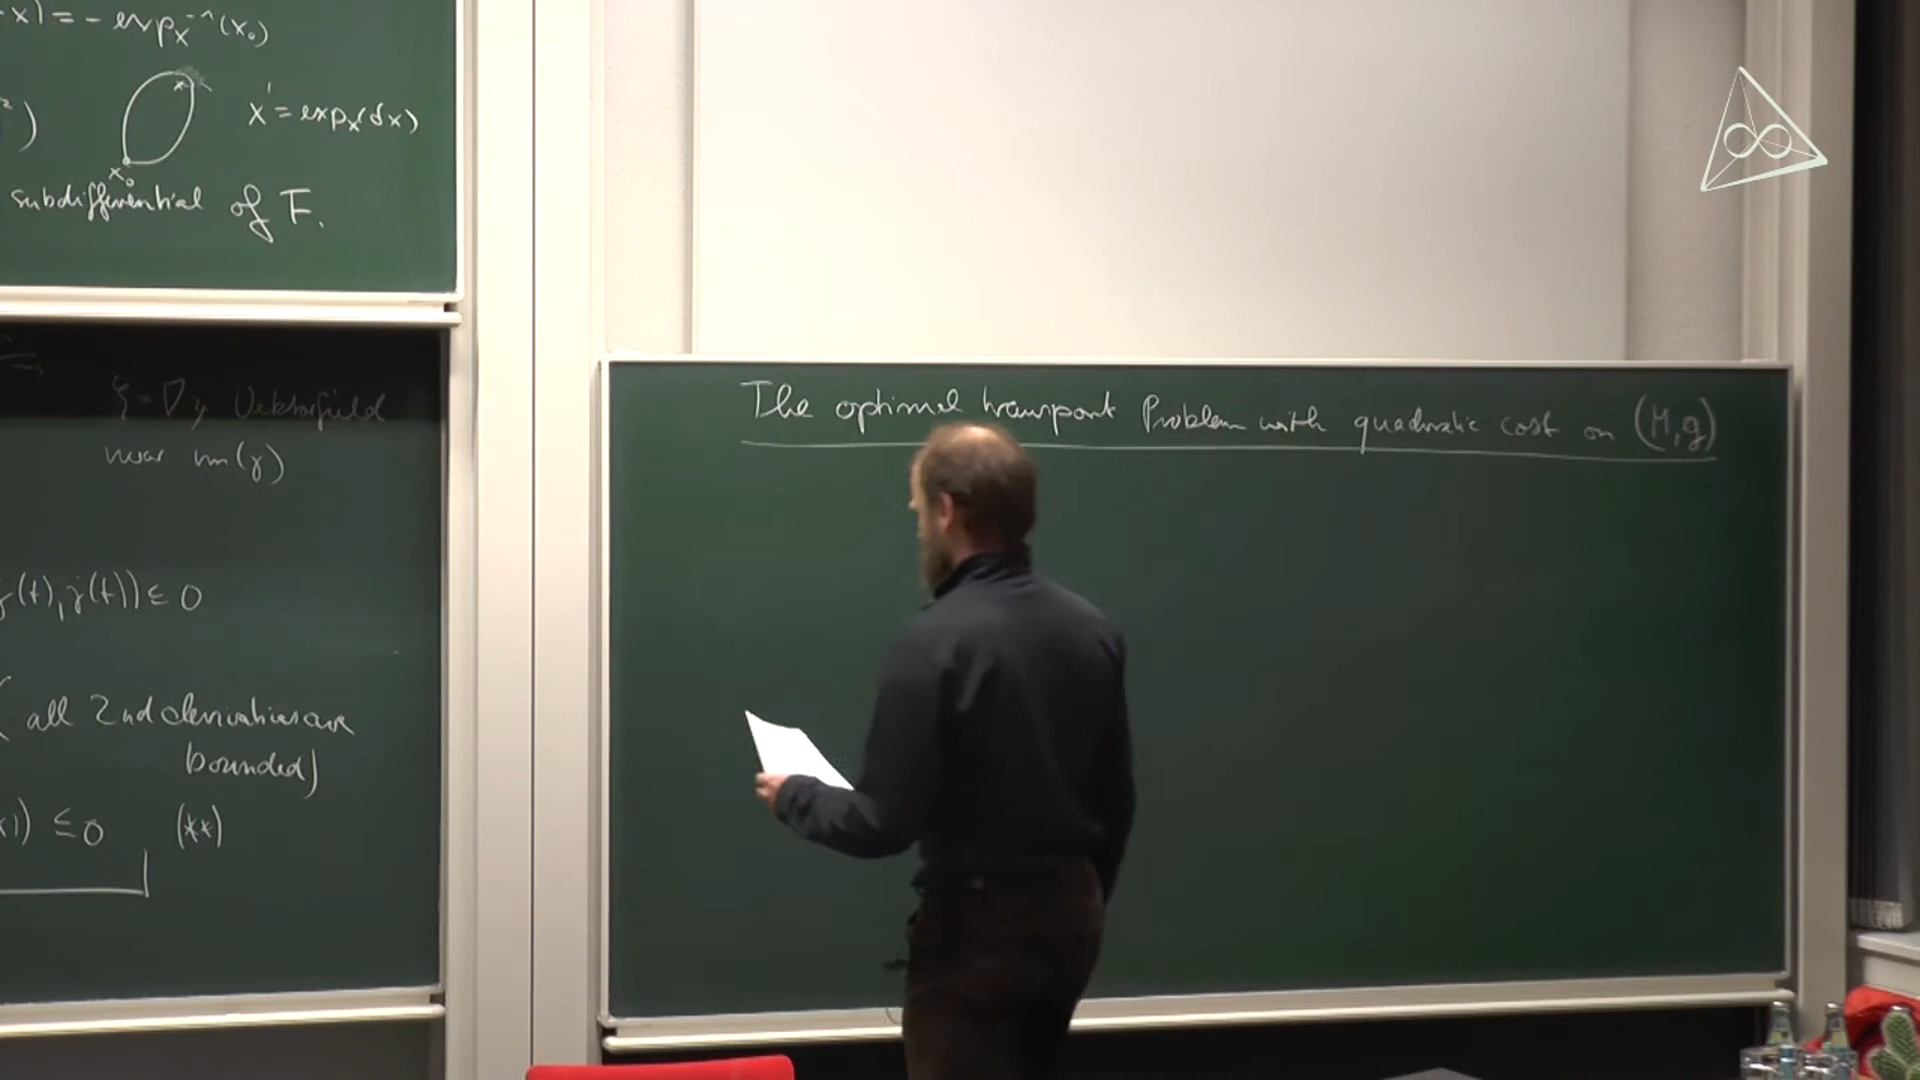 x) = - exp_x^{-1}(x_0)
x' = exp_x(dx)
x_0
subdifferential of F.
near im(γ)
(t), γ̇(t)) ≤ 0
all 2nd derivatives are
bounded)
≤ 0 (**)
The optimal transport Problem with quadratic cost on (M, g)